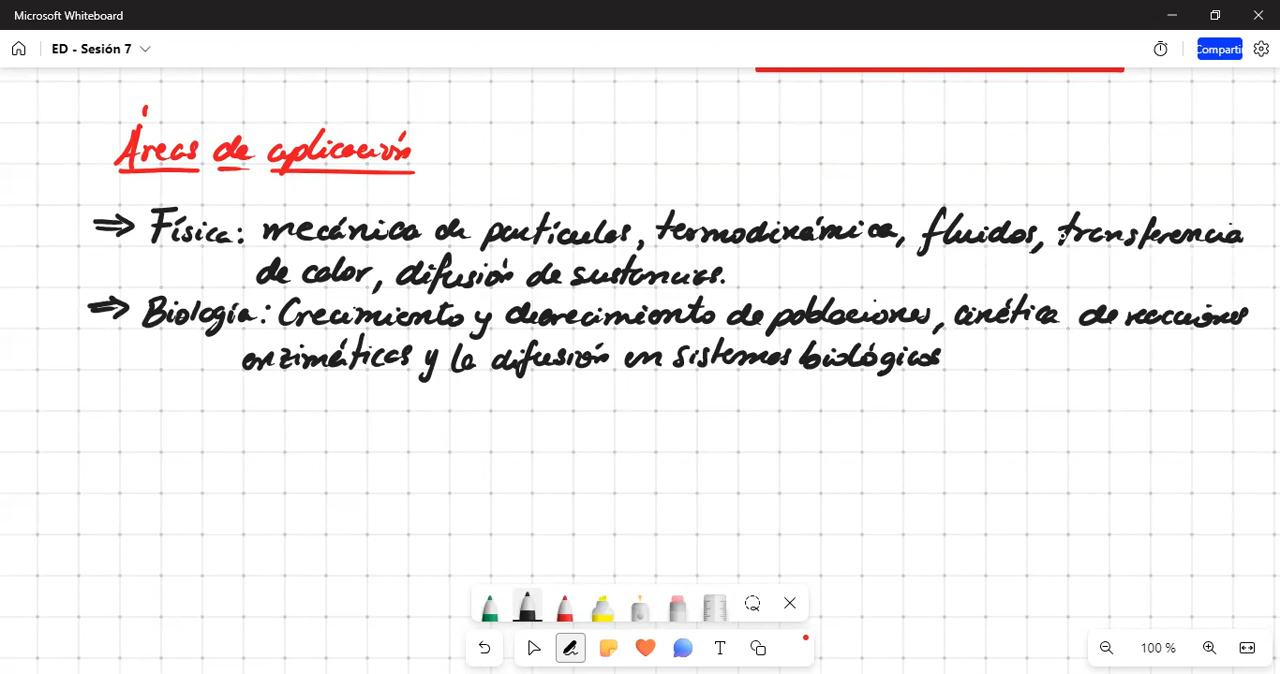 Microsoft Whiteboard
ED - Sesión 7
Compartir
Áreas de aplicación
⇒ Física: mecánica de partículas, termodinámica, fluidos, transferencia
de calor, difusión de sustancias.
⇒ Biología: Crecimiento y decrecimiento de poblaciones, cinética de reacciones
enzimáticas y la difusión en sistemas biológicos
T
100 %